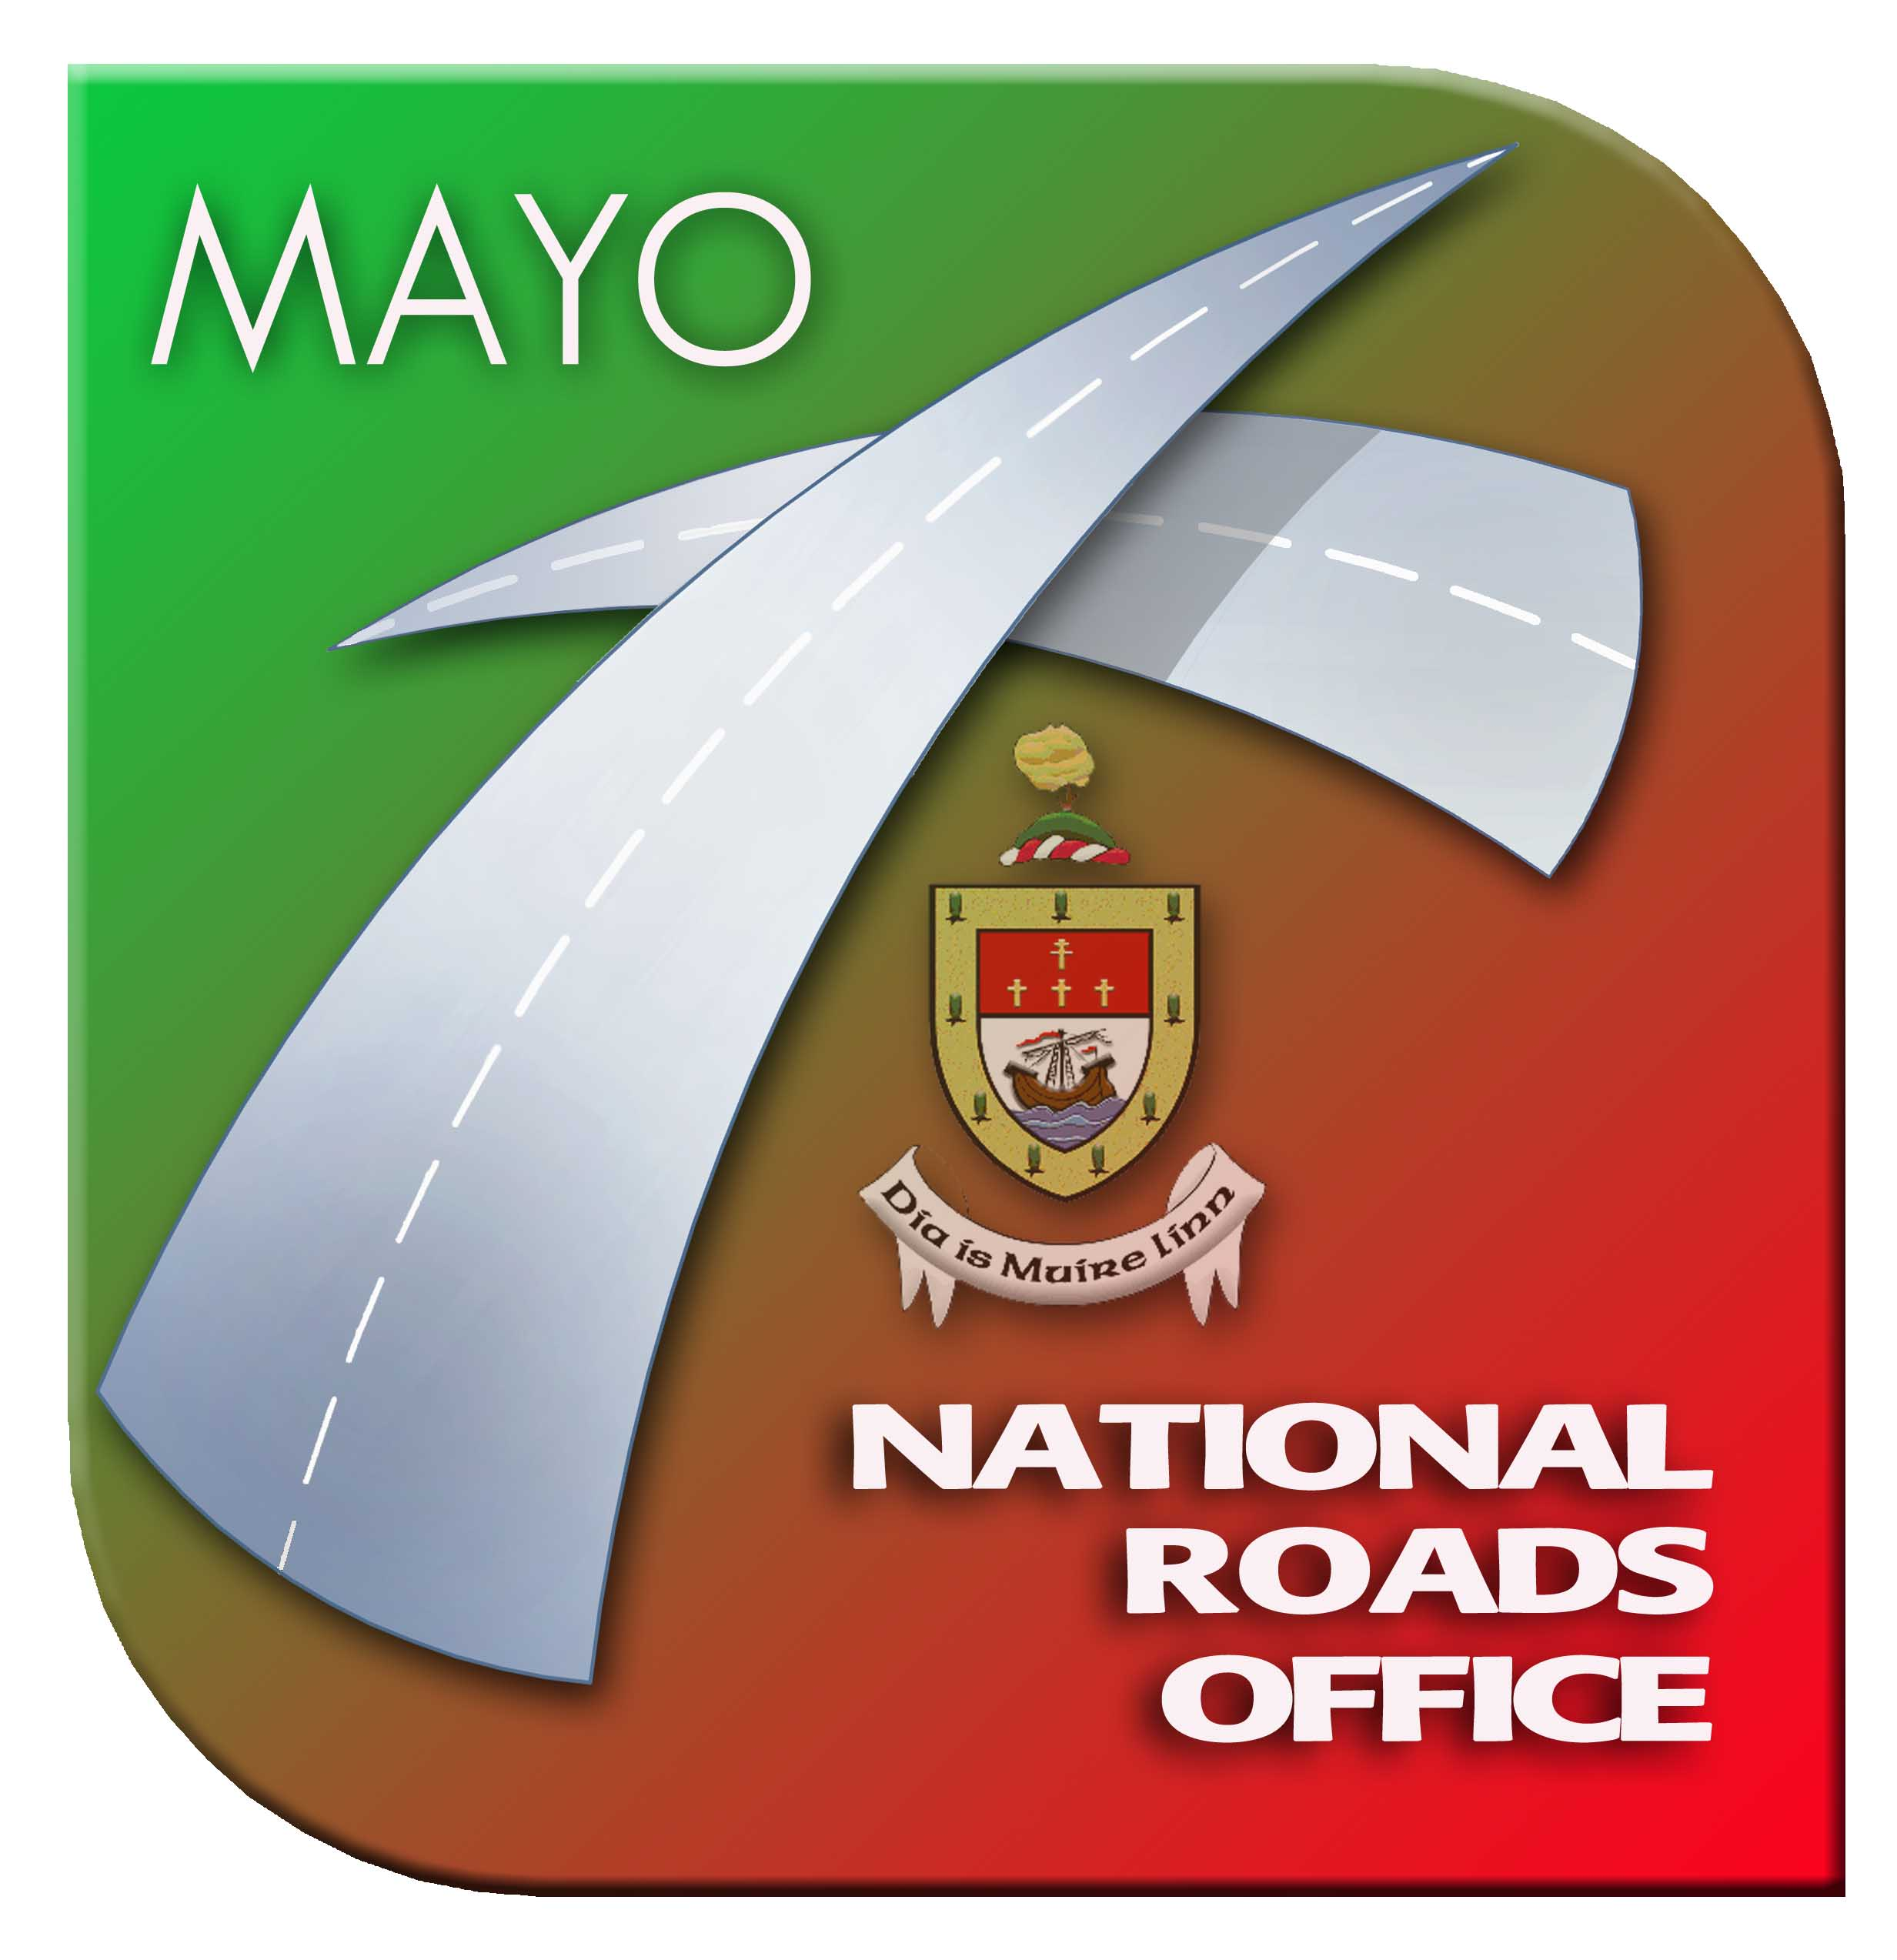 MAYO
Dia is Muire Linn
NATIONAL
ROADS
OFFICE